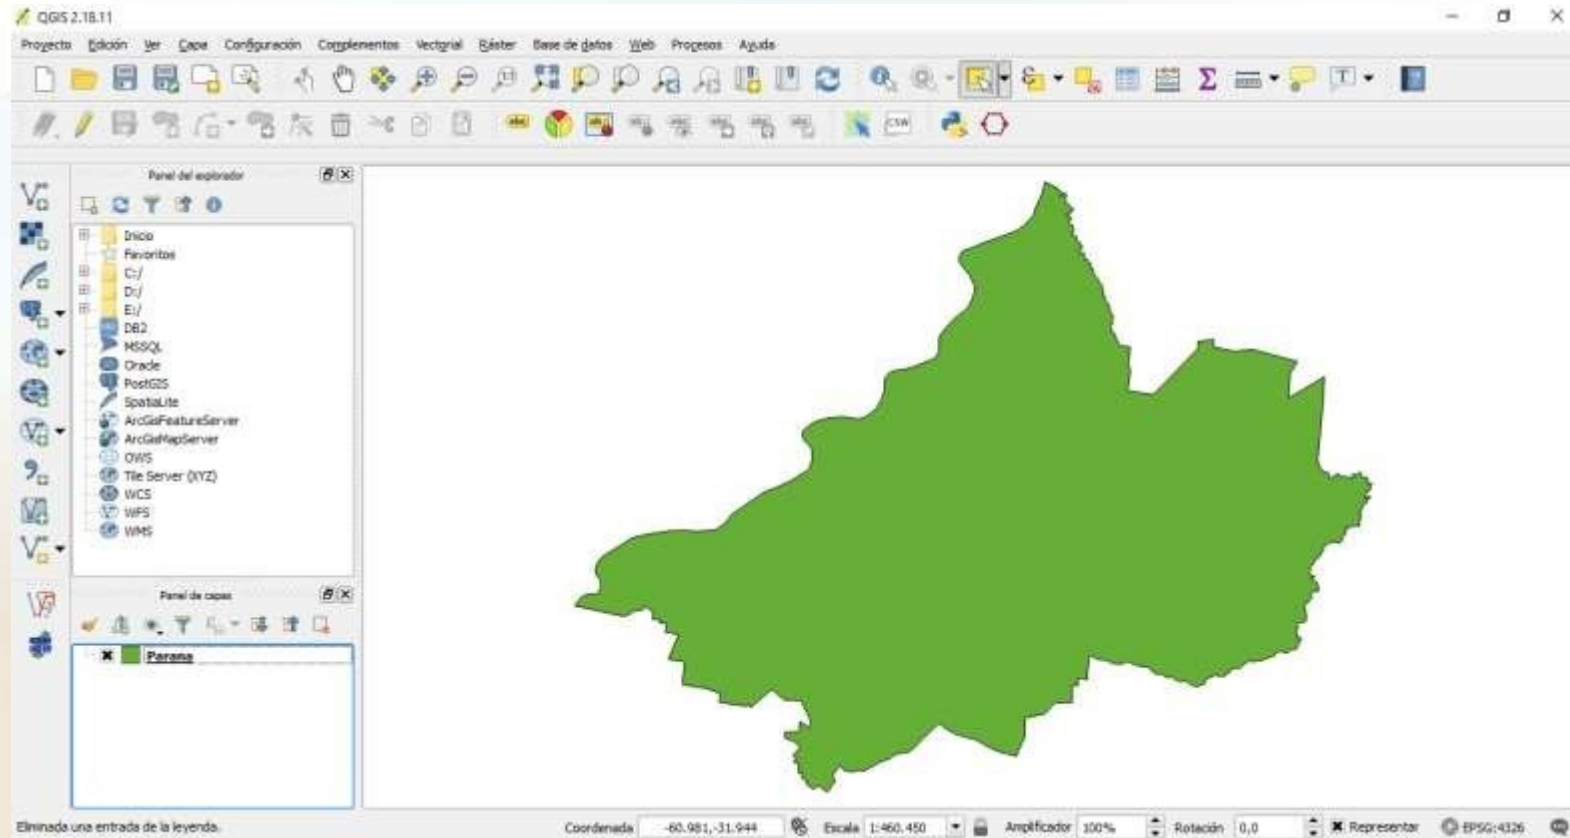 QGIS 2.18.11
Proyecto Edición Ver Capa Configuración Complementos Vectorial Ráster Base de datos Web Procesos Ayuda
abc abc CSW
Panel del explorador
Inicio
Favoritos
C:/
D:/
E:/
DB2
MSSQL
Oracle
PostGIS
SpatiaLite
ArcGisFeatureServer
ArcGisMapServer
OWS
Tile Server (XYZ)
WCS
WFS
WMS
Panel de capas
Parana
Eliminada una entrada de la leyenda. Coordenada -60.981,-31.944 Escala 1:460.450 Amplificador 100% Rotación 0,0 Representar EPSG:4326